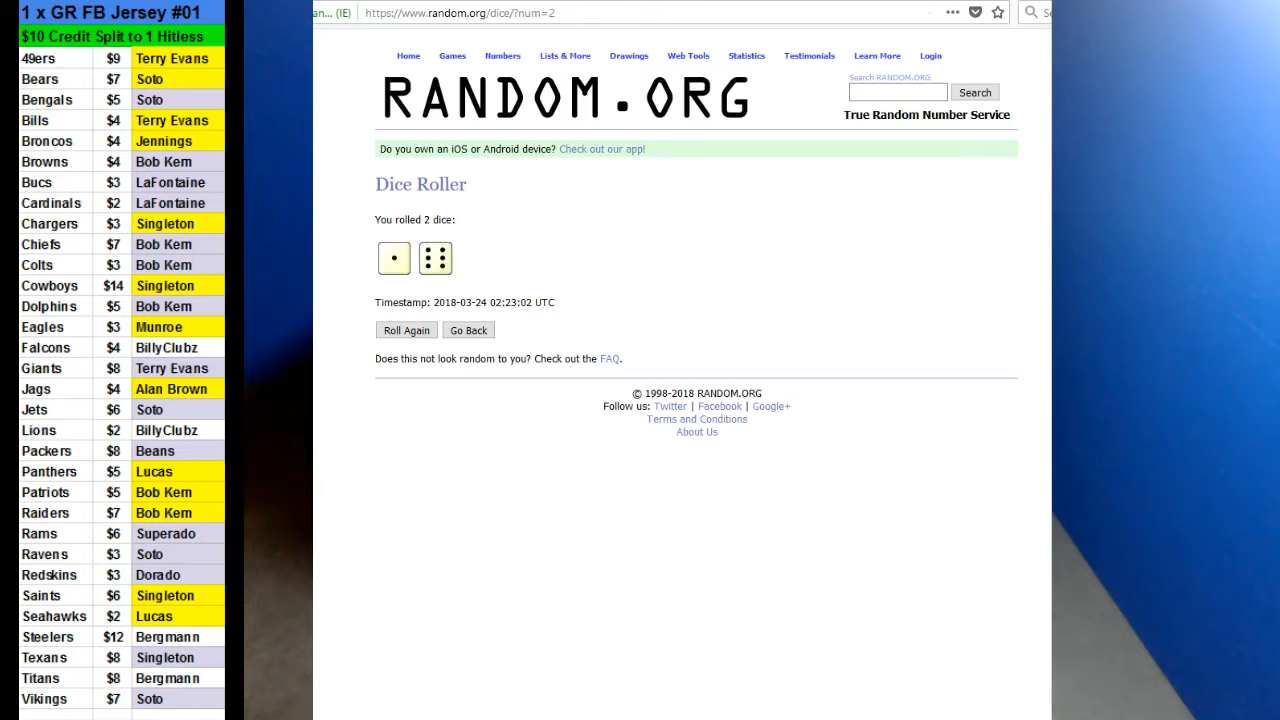 1 x GR FB Jersey #01
$10 Credit Split to 1 Hitless
49ers $9 Terry Evans
Bears $7 Soto
Bengals $5 Soto
Bills $4 Terry Evans
Broncos $4 Jennings
Browns $4 Bob Kern
Bucs $3 LaFontaine
Cardinals $2 LaFontaine
Chargers $3 Singleton
Chiefs $7 Bob Kern
Colts $3 Bob Kern
Cowboys $14 Singleton
Dolphins $5 Bob Kern
Eagles $3 Munroe
Falcons $4 BillyClubz
Giants $8 Terry Evans
Jags $4 Alan Brown
Jets $6 Soto
Lions $2 BillyClubz
Packers $8 Beans
Panthers $5 Lucas
Patriots $5 Bob Kern
Raiders $7 Bob Kern
Rams $6 Superado
Ravens $3 Soto
Redskins $3 Dorado
Saints $6 Singleton
Seahawks $2 Lucas
Steelers $12 Bergmann
Texans $8 Singleton
Titans $8 Bergmann
Vikings $7 Soto
(IE) https://www.random.org/dice/?num=2
Home Games Numbers Lists & More Drawings Web Tools Statistics Testimonials Learn More Login
RANDOM.ORG
Search RANDOM.ORG
Search
True Random Number Service
Do you own an iOS or Android device? Check out our app!
Dice Roller
You rolled 2 dice:
Timestamp: 2018-03-24 02:23:02 UTC
Roll Again Go Back
Does this not look random to you? Check out the FAQ.
© 1998-2018 RANDOM.ORG
Follow us: Twitter | Facebook | Google+
Terms and Conditions
About Us